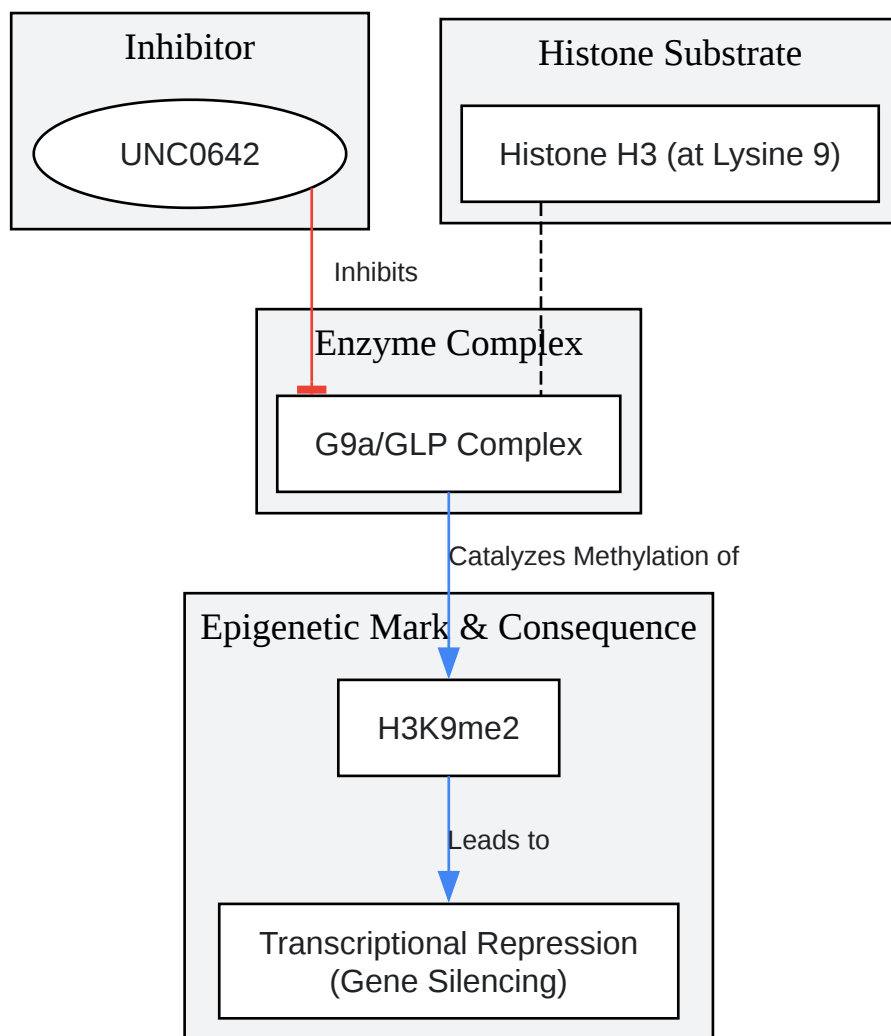 Inhibitor
UNC0642
Histone Substrate
Histone H3 (at Lysine 9)
Inhibits
Enzyme Complex
G9a/GLP Complex
Catalyzes Methylation of
Epigenetic Mark & Consequence
H3K9me2
Leads to
Transcriptional Repression
(Gene Silencing)